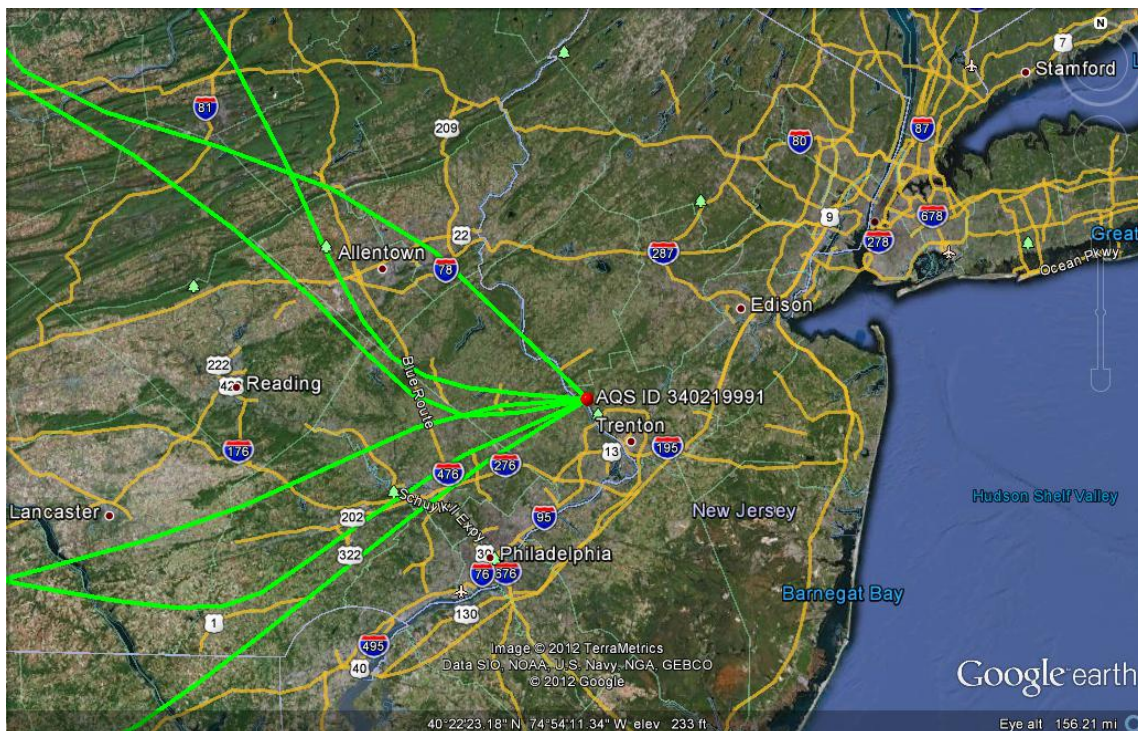 N
7
Stamford
87
80
81
209
9
678
278
Great
Ocean Pkwy
22
287
Allentown
78
Edison
222
Reading
Blue Route
AQS ID 340219991
Trenton
13
195
176
276
476
Schuylkill Expy
Hudson Shelf Valley
Lancaster
202
95
New Jersey
322
30
Philadelphia
76
676
Barnegat Bay
130
1
495
40
Image © 2012 TerraMetrics
Data SIO, NOAA, U.S. Navy, NGA, GEBCO
© 2012 Google
Google earth
40°22'23.18" N 74°54'11.34" W elev 233 ft
Eye alt 156.21 mi